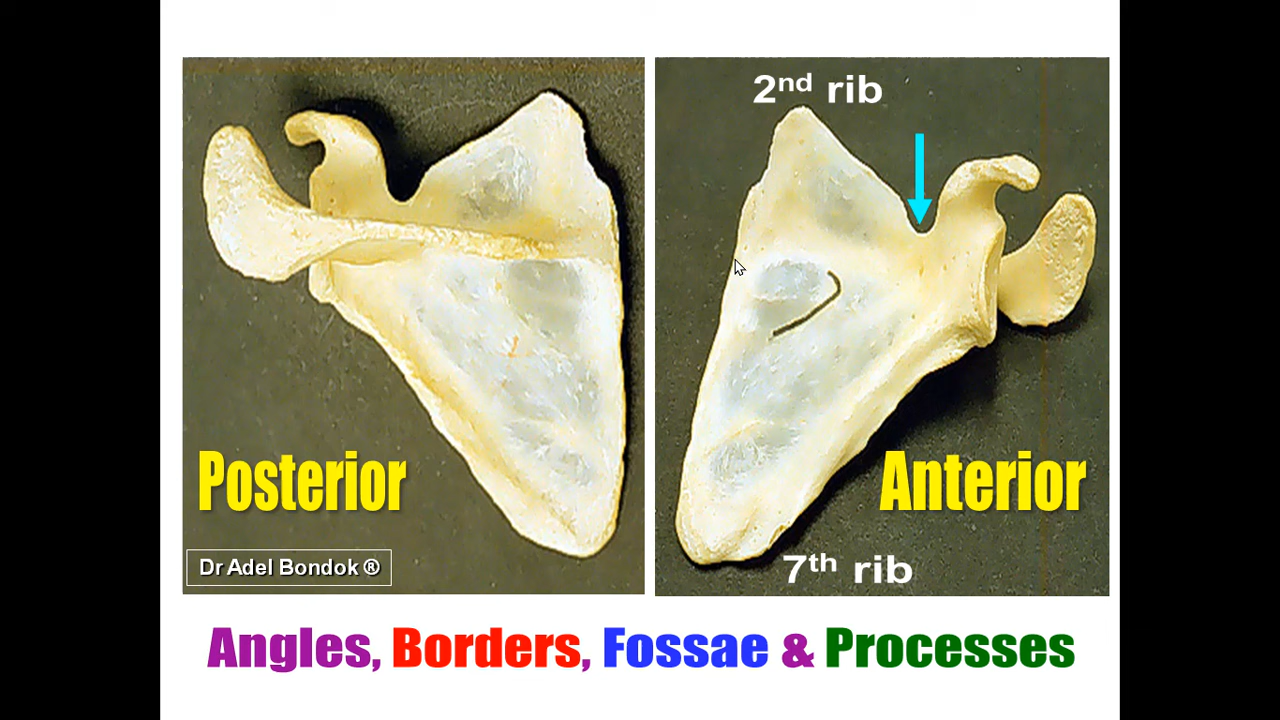 2nd rib
Posterior
Anterior
Dr Adel Bondok ®
7th rib
Angles, Borders, Fossae & Processes